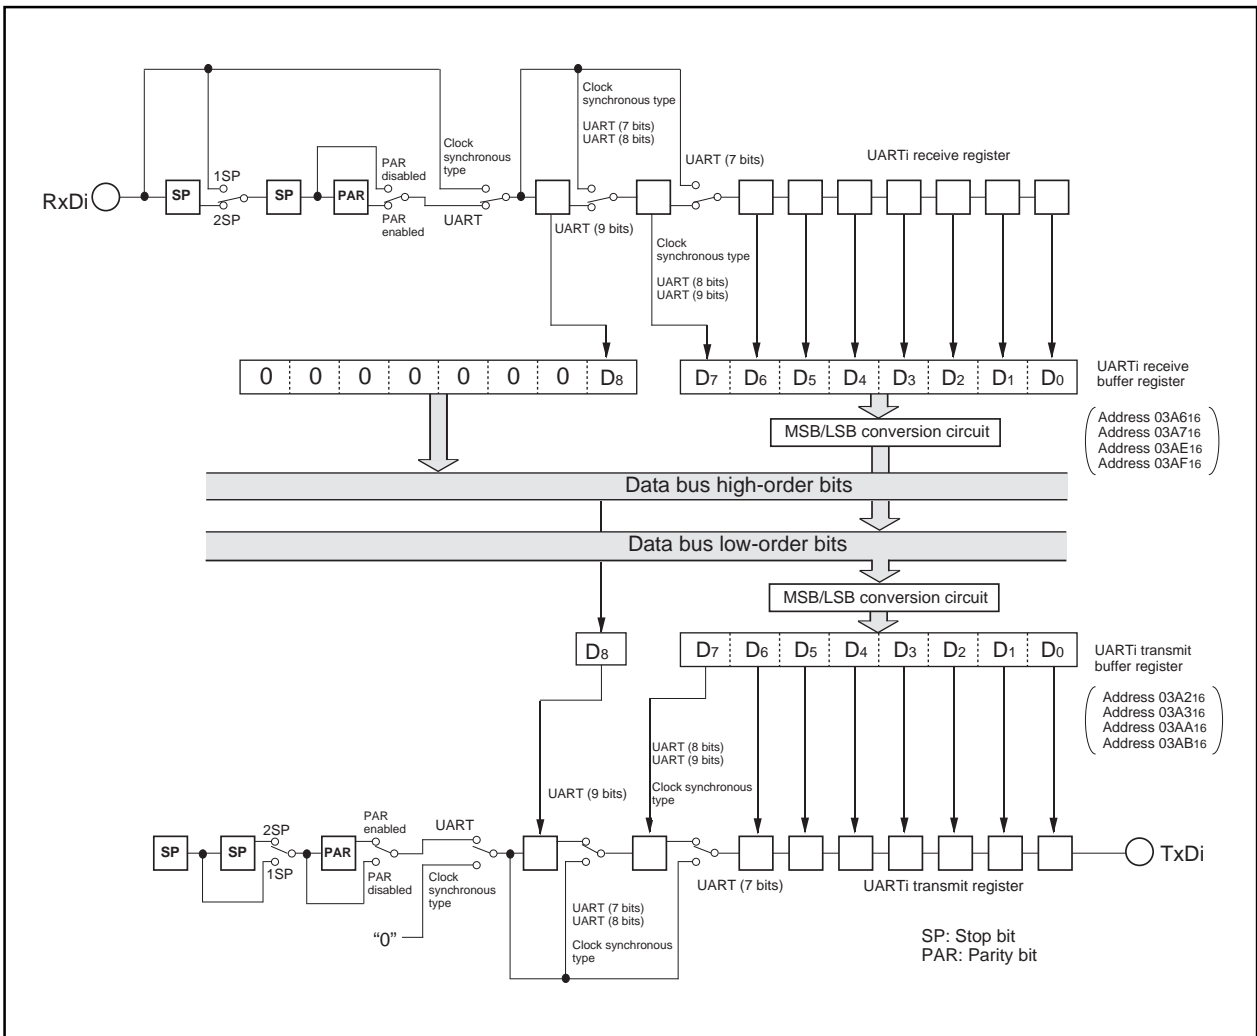 Clock
synchronous type
UART (7 bits)
UART (8 bits)
Clock
synchronous
type
PAR
disabled
UART (7 bits)
UARTi receive register
1SP
RxDi
SP
SP
PAR
2SP
PAR
enabled
UART
UART (9 bits)
Clock
synchronous type
UART (8 bits)
UART (9 bits)
0 0 0 0 0 0 0 D8
D7 D6 D5 D4 D3 D2 D1 D0
UARTi receive
buffer register
MSB/LSB conversion circuit
Address 03A616
Address 03A716
Address 03AE16
Address 03AF16
Data bus high-order bits
Data bus low-order bits
MSB/LSB conversion circuit
D8
D7 D6 D5 D4 D3 D2 D1 D0
UARTi transmit
buffer register
Address 03A216
Address 03A316
Address 03AA16
Address 03AB16
UART (8 bits)
UART (9 bits)
Clock synchronous
type
UART (9 bits)
PAR
enabled
2SP
UART
SP
SP
PAR
TxDi
1SP
PAR
disabled
Clock
synchronous
type
UART (7 bits)
UARTi transmit register
UART (7 bits)
UART (8 bits)
Clock synchronous
type
“0”
SP: Stop bit
PAR: Parity bit